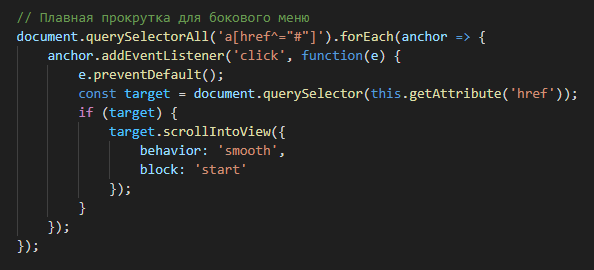 // Плавная прокрутка для бокового меню
document.querySelectorAll('a[href^="#"]').forEach(anchor => {
    anchor.addEventListener('click', function(e) {
        e.preventDefault();
        const target = document.querySelector(this.getAttribute('href'));
        if (target) {
            target.scrollIntoView({
                behavior: 'smooth',
                block: 'start'
            });
        }
    });
});